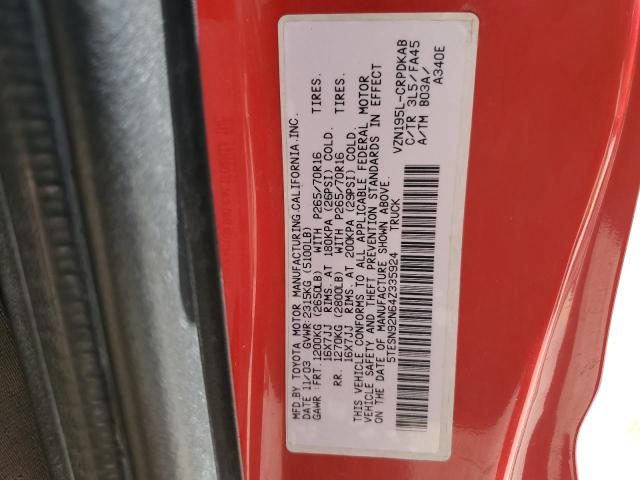 MFD.BY TOYOTA MOTOR MANUFACTURING CALIFORNIA.INC.
DATE 11/03 GVWR:2315KG (5100LB)
GAWR : FRT. 1200KG (2650LB) WITH P265/70R16 TIRES.
16X7JJ RIMS. AT 180KPA (26PSI) COLD.
RR. 1270KG (2800LB) WITH P265/70R16 TIRES.
16X7JJ RIMS. AT 200KPA (29PSI) COLD.
THIS VEHICLE CONFORMS TO ALL APPLICABLE FEDERAL MOTOR
VEHICLE SAFETY AND THEFT PREVENTION STANDARDS IN EFFECT
ON THE DATE OF MANUFACTURE SHOWN ABOVE.
5TESN92N64Z335924 TRUCK
VZN195L-CRPDKAB
C/TR 3L5/FA45
A/TM B03A/
A340E